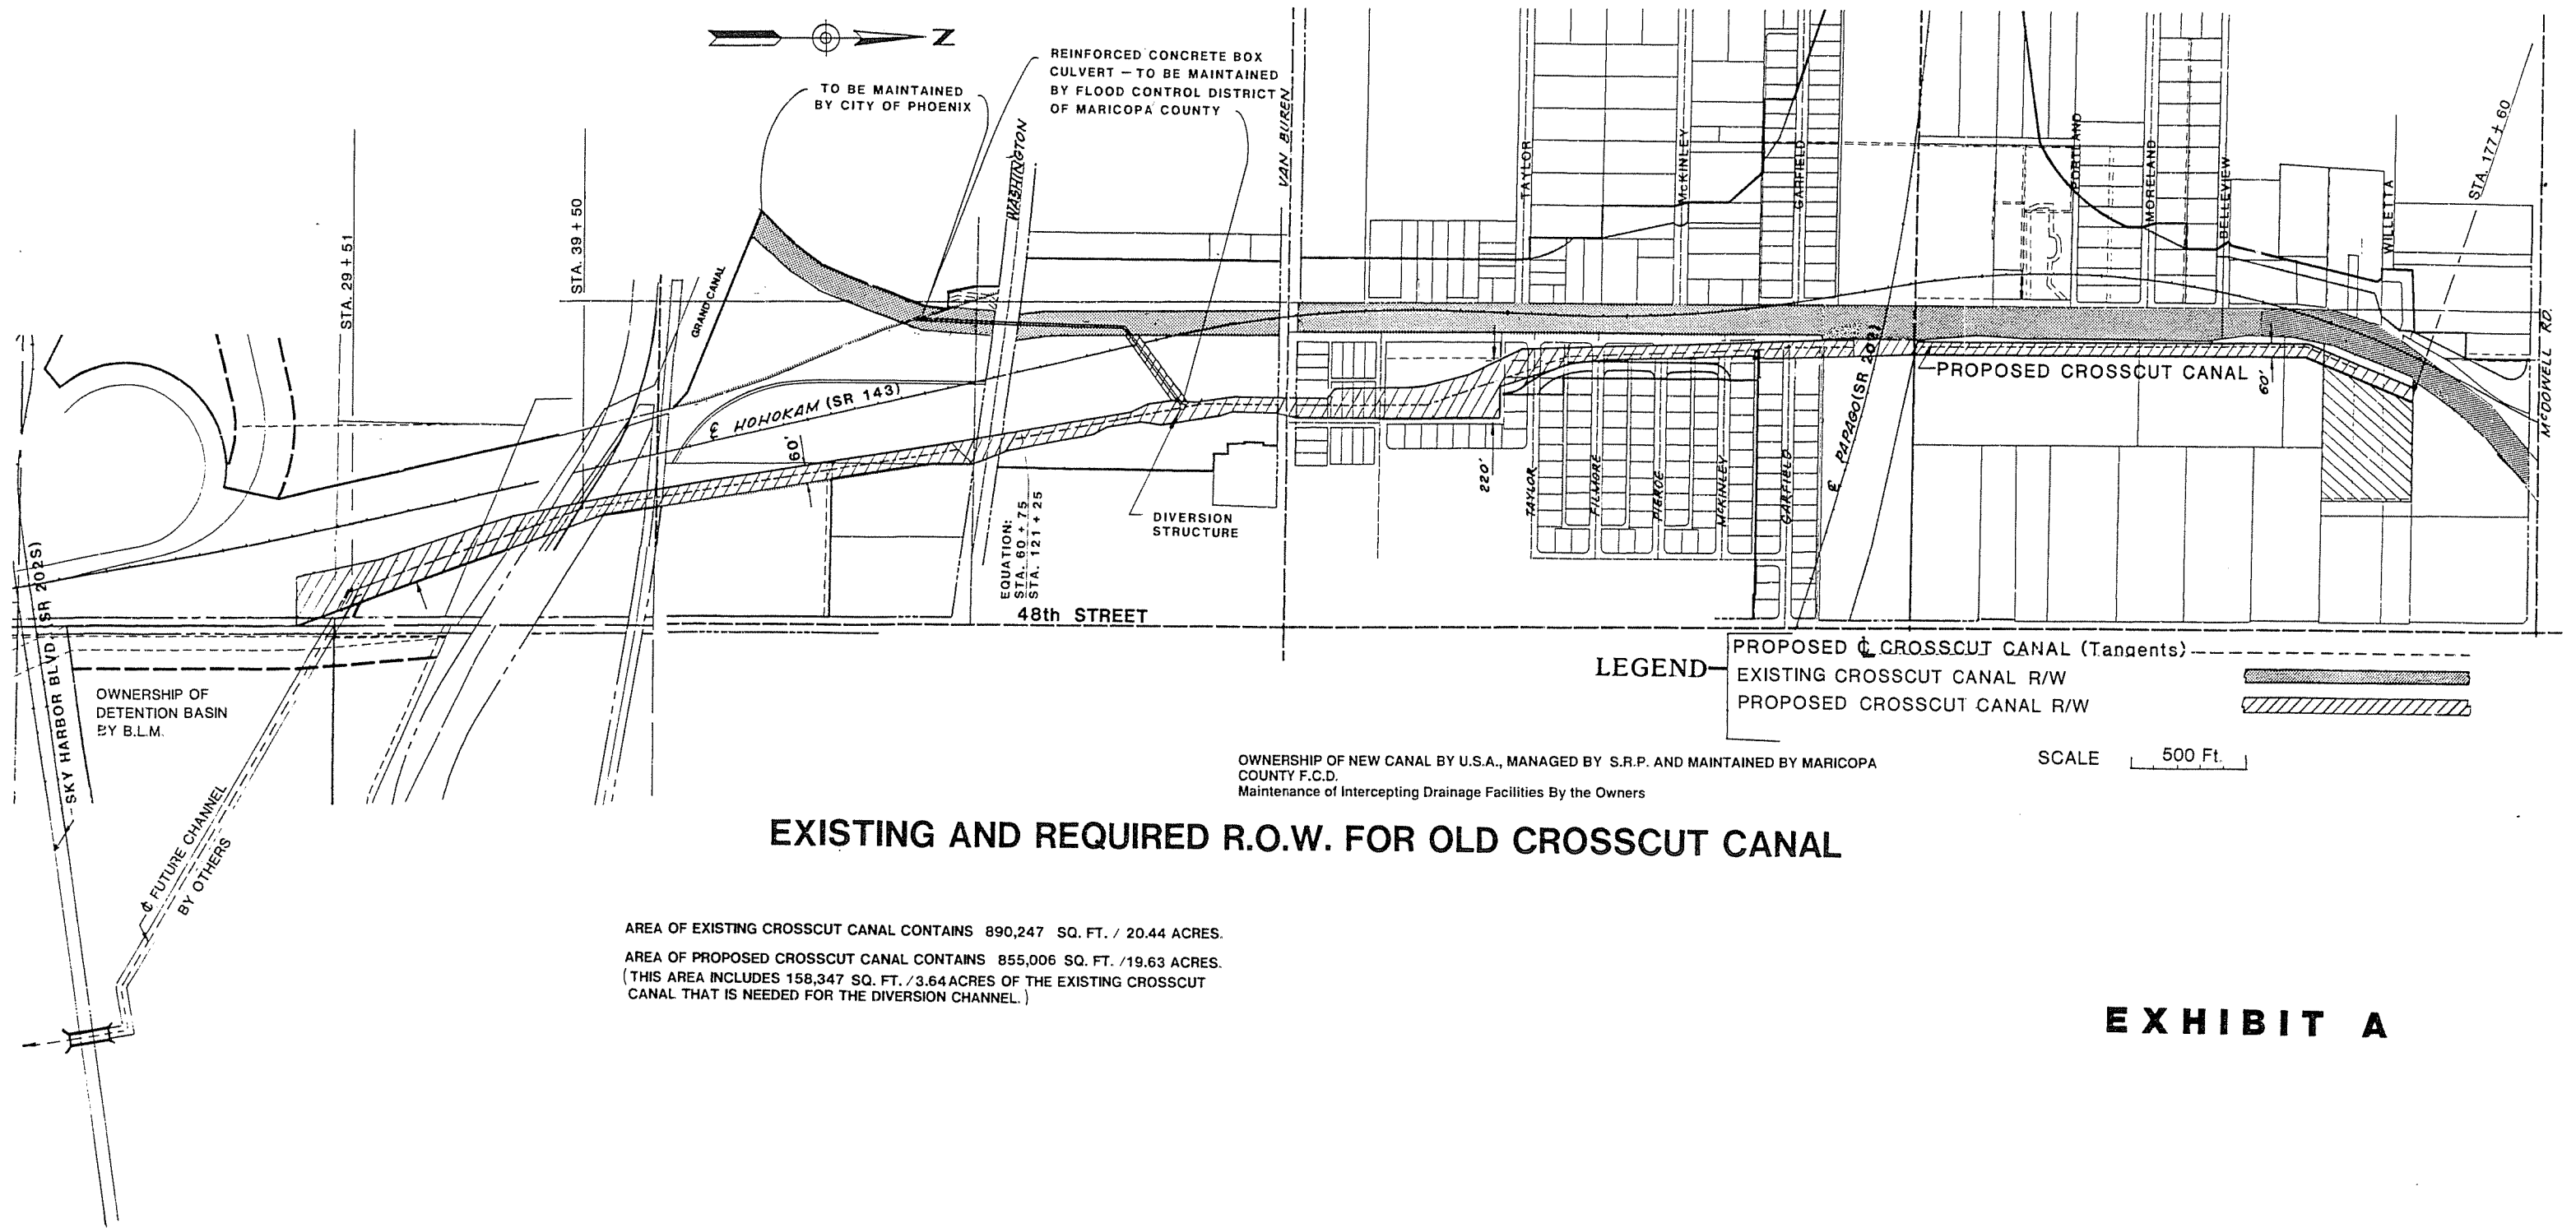 Z
REINFORCED CONCRETE BOX
CULVERT — TO BE MAINTAINED
BY FLOOD CONTROL DISTRICT
OF MARICOPA COUNTY
TO BE MAINTAINED
BY CITY OF PHOENIX
WASHINGTON
VAN BUREN
TAYLOR
McKINLEY
GARFIELD
PORTLAND
MORELAND
BELLEVIEW
WILLETTA
STA. 177 + 60
McDOWELL RD.
STA. 29 + 51
STA. 39 + 50
GRAND CANAL
℄ HOHOKAM (SR 143)
60'
℄ PAPAGO (SR 202)
PROPOSED CROSSCUT CANAL
60'
220'
TAYLOR
FILMORE
PIERCE
McKINLEY
GARFIELD
DIVERSION
STRUCTURE
EQUATION:
STA. 60 + 75
STA. 121 + 25
48th STREET
SKY HARBOR BLVD. (SR 202S)
OWNERSHIP OF
DETENTION BASIN
BY B.L.M.
℄ FUTURE CHANNEL
BY OTHERS
LEGEND
PROPOSED ℄ CROSSCUT CANAL (Tangents)
EXISTING CROSSCUT CANAL R/W
PROPOSED CROSSCUT CANAL R/W
SCALE 500 Ft.
OWNERSHIP OF NEW CANAL BY U.S.A., MANAGED BY S.R.P. AND MAINTAINED BY MARICOPA
COUNTY F.C.D.
Maintenance of Intercepting Drainage Facilities By the Owners
EXISTING AND REQUIRED R.O.W. FOR OLD CROSSCUT CANAL
AREA OF EXISTING CROSSCUT CANAL CONTAINS 890,247 SQ. FT. / 20.44 ACRES.
AREA OF PROPOSED CROSSCUT CANAL CONTAINS 855,006 SQ. FT. /19.63 ACRES.
(THIS AREA INCLUDES 158,347 SQ. FT. /3.64 ACRES OF THE EXISTING CROSSCUT
CANAL THAT IS NEEDED FOR THE DIVERSION CHANNEL.)
EXHIBIT A